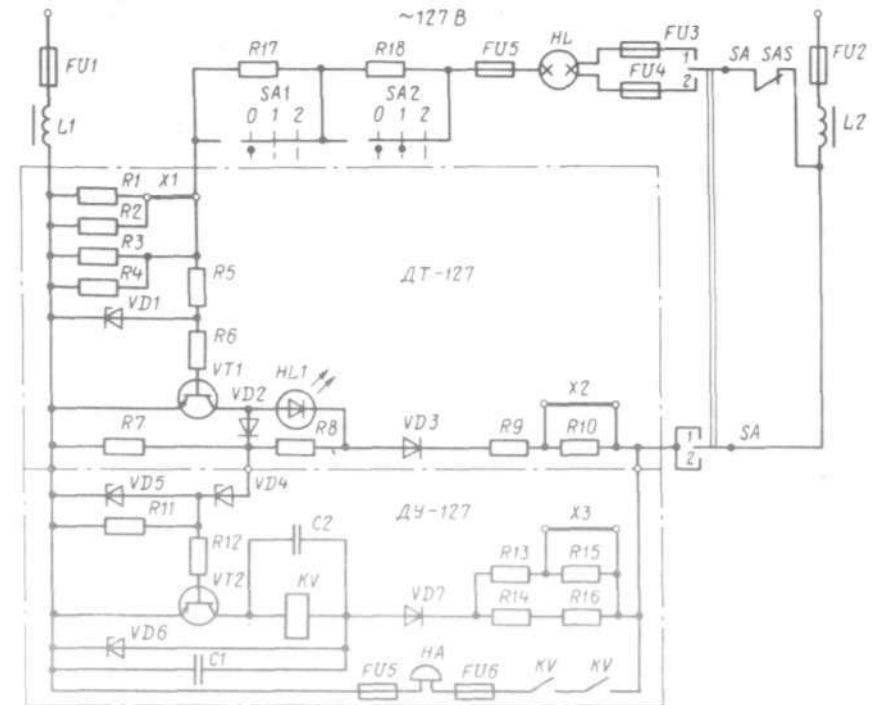 ~127 В
FU1
R17
R18
FU5
HL
FU3
FU4
1
2
SA
SAS
FU2
SA1
0 1 2
SA2
0 1 2
L1
L2
R1
X1
R2
R3
R4
R5
ДТ-127
VD1
R6
VT1
VD2
HL1
R7
R8
VD3
R9
X2
R10
1
2
SA
VD5
VD4
R11
ДУ-127
R12
C2
X3
R13
R15
VT2
KV
VD7
R14
R16
VD6
C1
HA
FU5
FU6
KV
KV